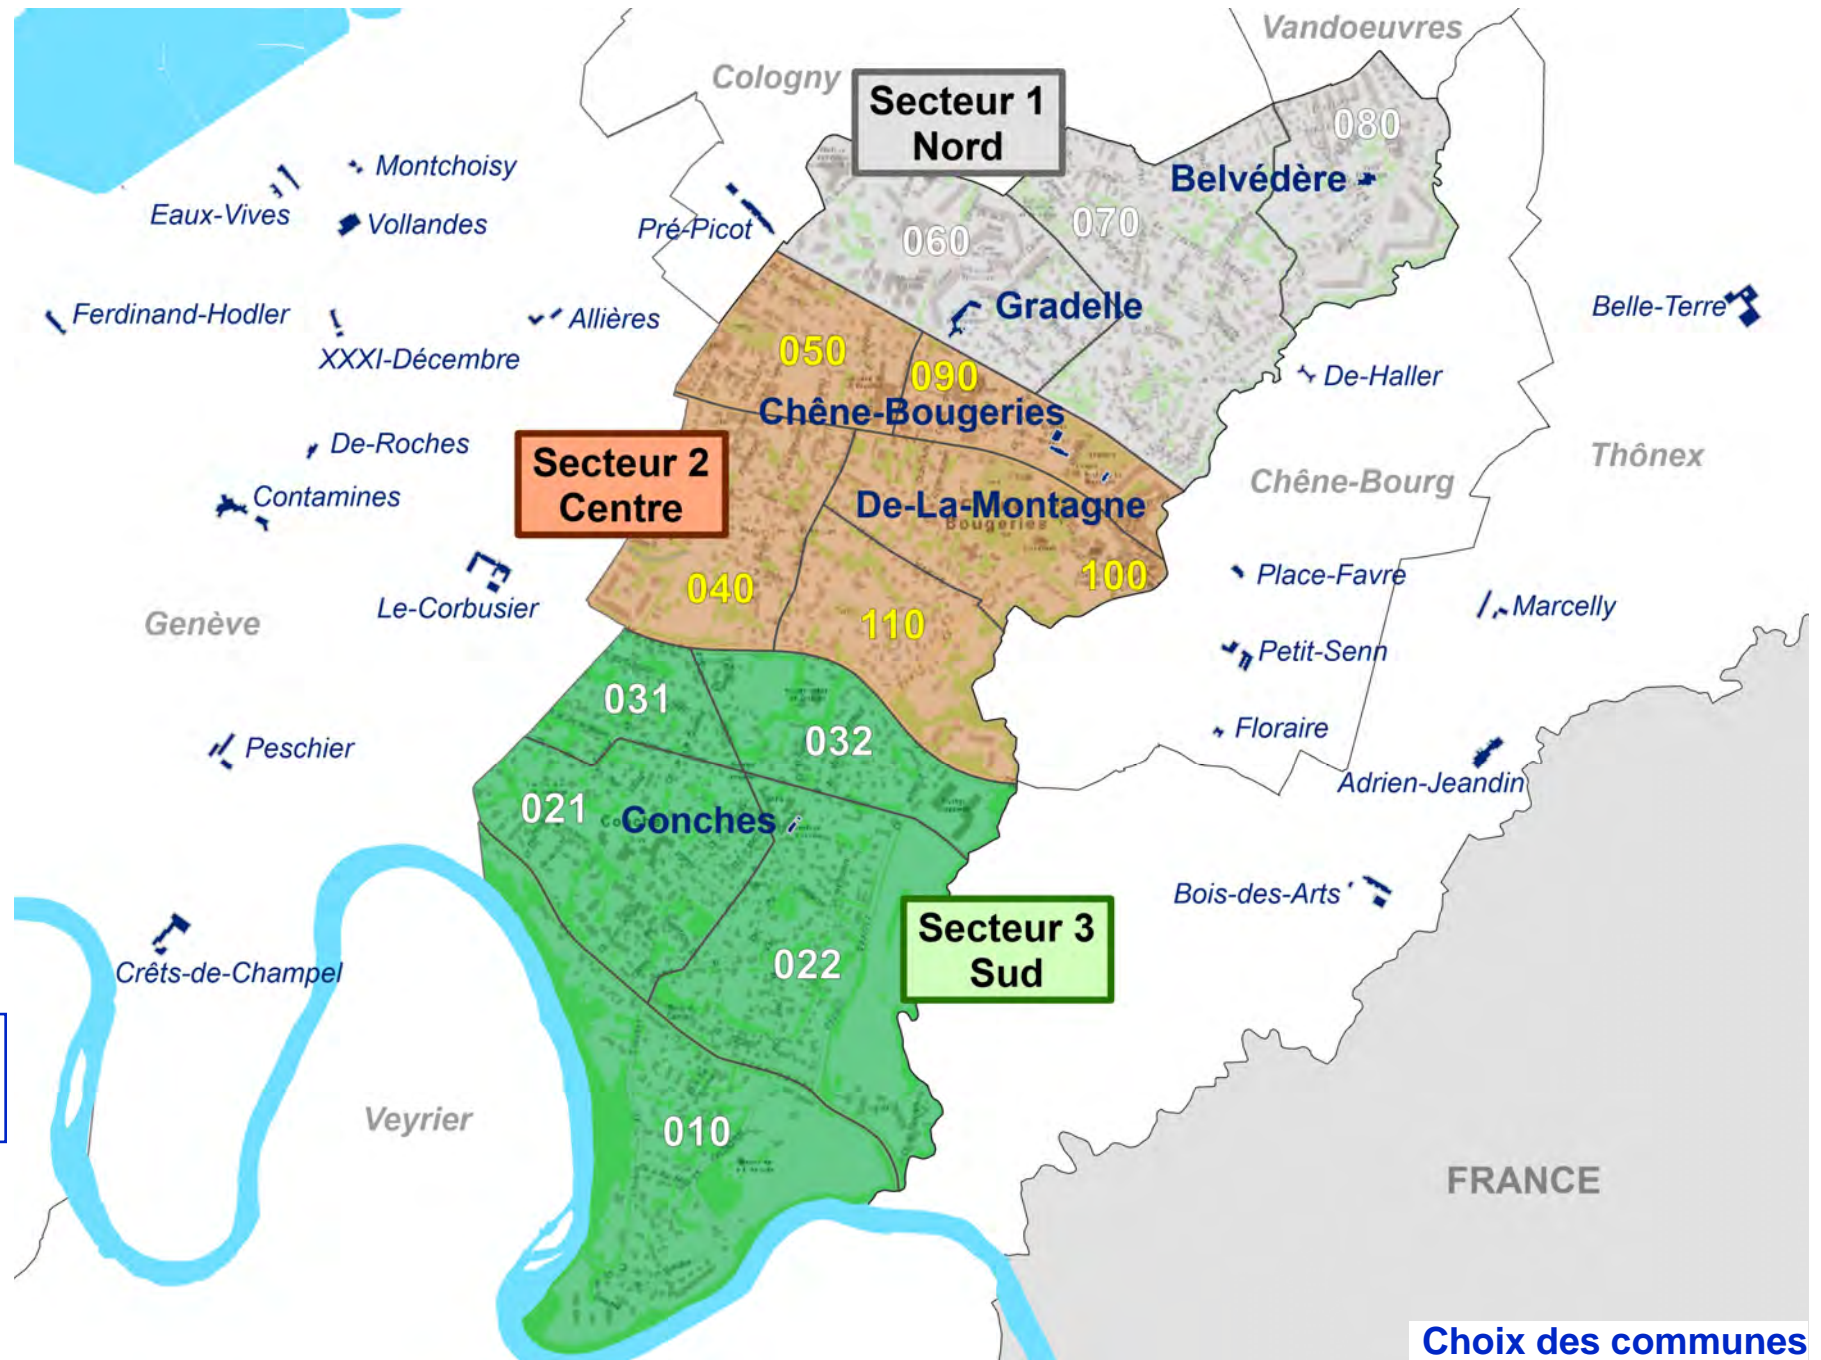 Vandoeuvres
Cologny
Secteur 1
Nord
080
Montchoisy
Belvédère
Eaux-Vives
Vollandes
Pré-Picot
060
070
Ferdinand-Hodler
Allières
Gradelle
Belle-Terre
XXXI-Décembre
050
090
De-Haller
Chêne-Bougeries
De-Roches
Secteur 2
Centre
Chêne-Bourg
Thônex
Contamines
De-La-Montagne
Bougeries
040
100
Place-Favre
Le-Corbusier
Marcelly
Genève
110
Petit-Senn
031
032
Floraire
Peschier
Adrien-Jeandin
021
Conches
Bois-des-Arts
Secteur 3
Sud
022
Crêts-de-Champel
Veyrier
010
FRANCE
Choix des communes